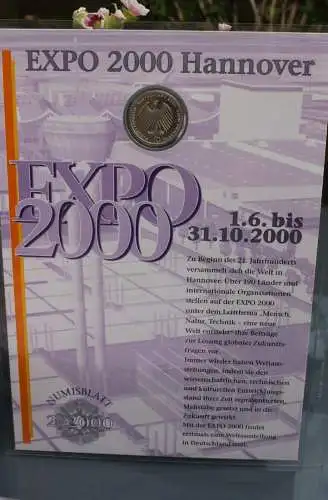 EXPO 2000 Hannover
EXPO
2000
1.6. bis
31.10.2000
Zu Beginn des 21. Jahrhunderts
versammelt sich die Welt in
Hannover. Über 190 Länder und
internationale Organisationen
stellen auf der EXPO 2000
unter dem Leitthema „Mensch,
Natur, Technik - eine neue
Welt entsteht" ihre Beiträge
zur Lösung globaler Zukunfts-
fragen vor.
Immer wieder haben Weltaus-
stellungen, indem sie den
wissenschaftlichen, technischen
und kulturellen Entwicklungs-
stand ihrer Zeit repräsentierten,
Maßstäbe gesetzt und in die
Zukunft gewirkt.
Mit der EXPO 2000 findet
erstmals eine Weltausstellung
in Deutschland statt.
NUMISBLATT
2000